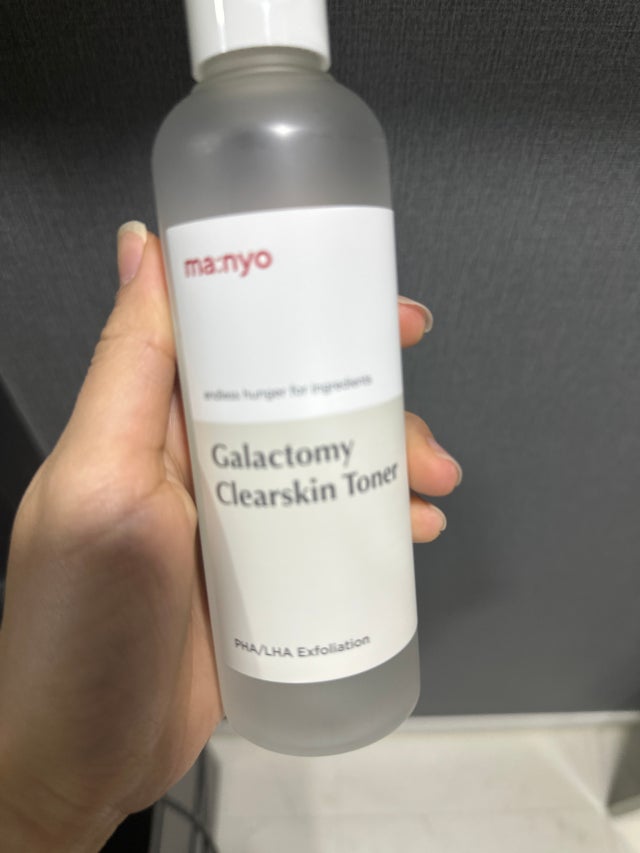 ma:nyo
endless hunger for ingredients
Galactomy
Clearskin Toner
PHA/LHA Exfoliation